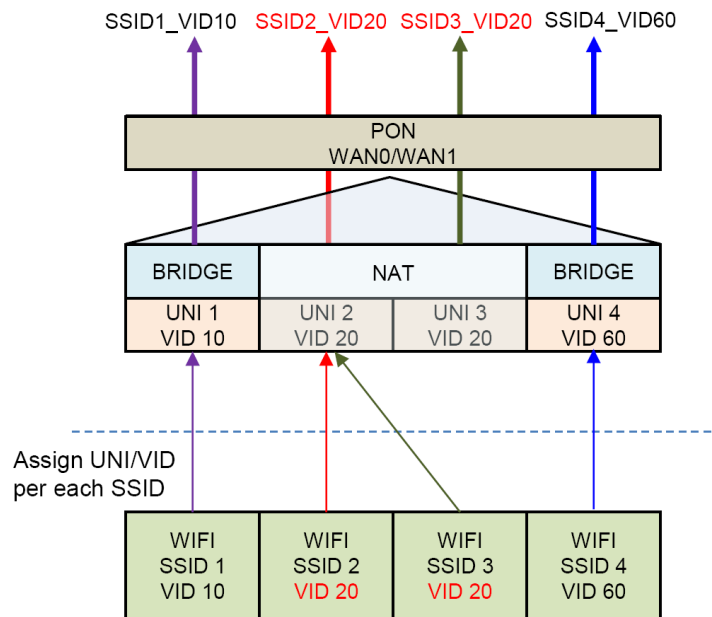 SSID1_VID10 SSID2_VID20 SSID3_VID20 SSID4_VID60
PON
WAN0/WAN1
BRIDGE NAT BRIDGE
UNI 1 UNI 2 UNI 3 UNI 4
VID 10 VID 20 VID 20 VID 60
Assign UNI/VID
per each SSID
WIFI WIFI WIFI WIFI
SSID 1 SSID 2 SSID 3 SSID 4
VID 10 VID 20 VID 20 VID 60